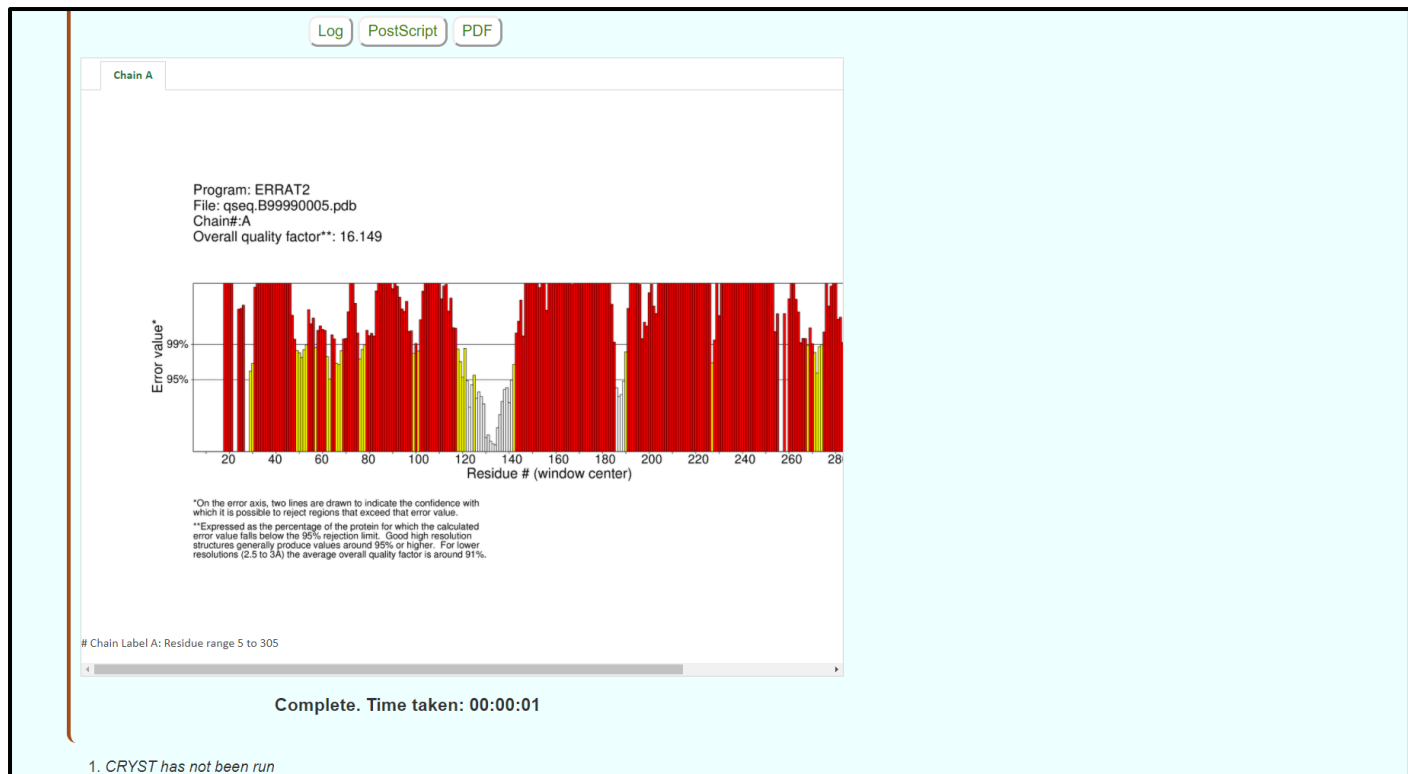 Log PostScript PDF
Chain A
Program: ERRAT2
File: qseq.B99990005.pdb
Chain#:A
Overall quality factor**: 16.149
Error value*
99%
95%
20 40 60 80 100 120 140 160 180 200 220 240 260 28
Residue # (window center)
*On the error axis, two lines are drawn to indicate the confidence with
which it is possible to reject regions that exceed that error value.
**Expressed as the percentage of the protein for which the calculated
error value falls below the 95% rejection limit.  Good high resolution
structures generally produce values around 95% or higher.  For lower
resolutions (2.5 to 3A) the average overall quality factor is around 91%.
# Chain Label A: Residue range 5 to 305
Complete. Time taken: 00:00:01
1. CRYST has not been run